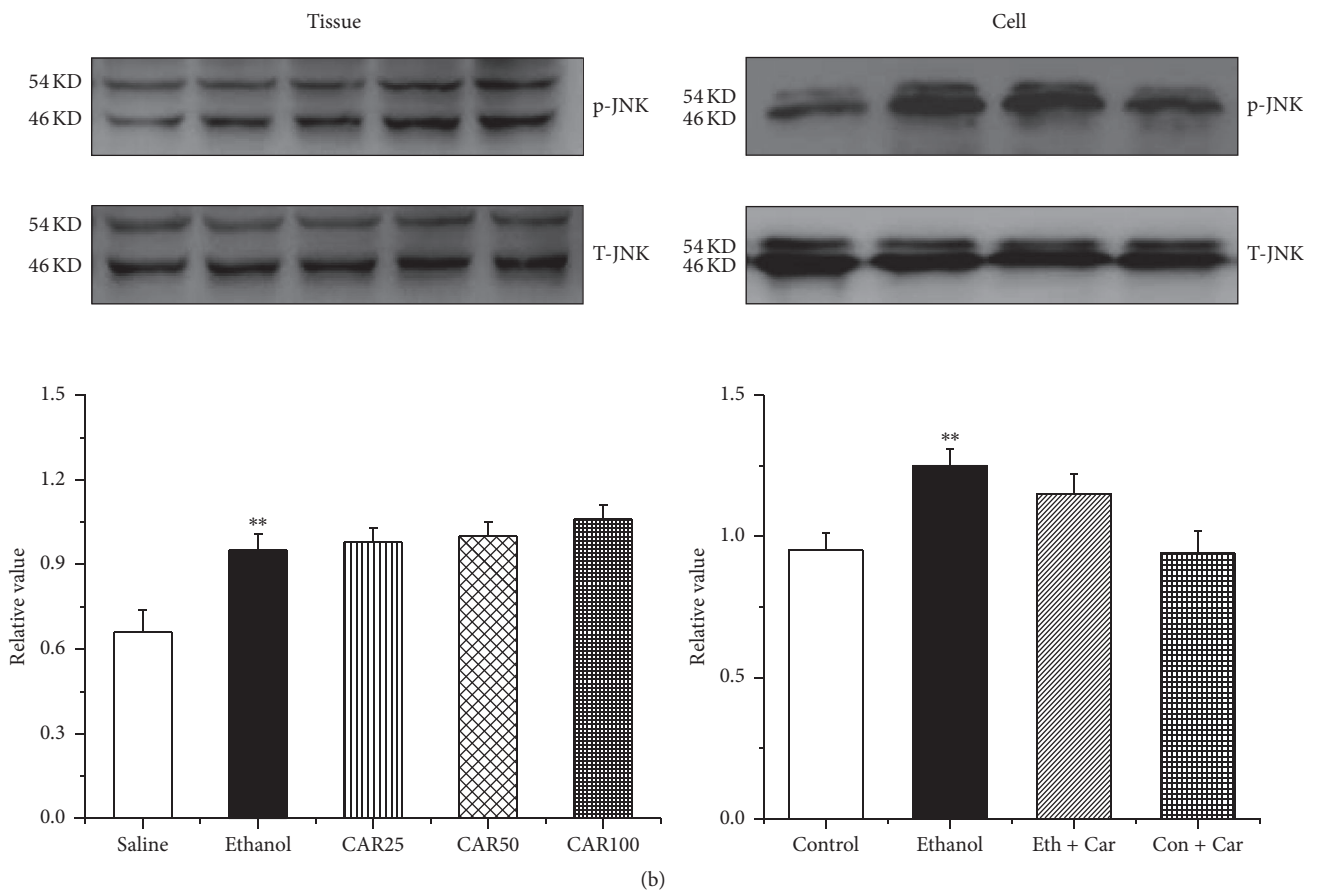 Tissue
54 KD
46 KD
p-JNK
54 KD
46 KD
T-JNK
1.5
1.2
0.9
0.6
0.3
0.0
Relative value
**
Saline Ethanol CAR25 CAR50 CAR100
Cell
54 KD
46 KD
p-JNK
54 KD
46 KD
T-JNK
1.5
1.0
0.5
0.0
Relative value
**
Control Ethanol Eth + Car Con + Car
(b)